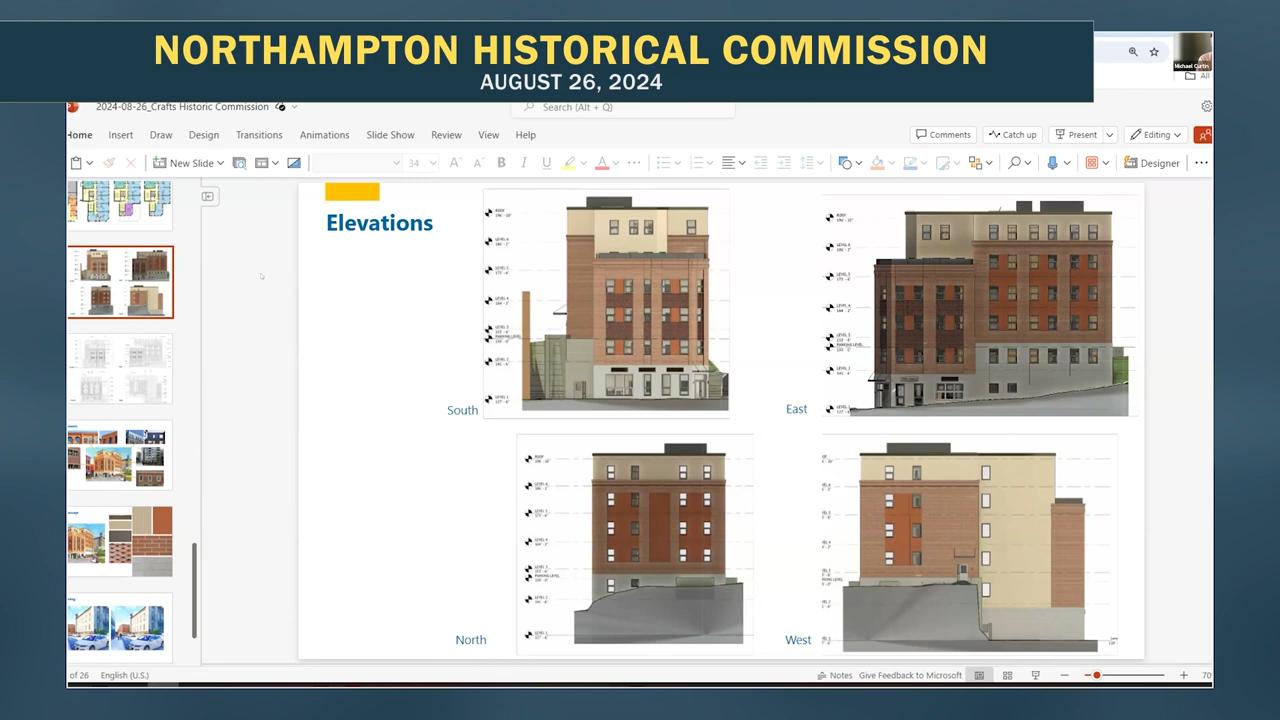 NORTHAMPTON HISTORICAL COMMISSION
AUGUST 26, 2024
Michael Curtin
All
2024-08-26_Crafts Historic Commission
Search (Alt + Q)
Home Insert Draw Design Transitions Animations Slide Show Review View Help
Comments Catch up Present Editing
New Slide 34 B I U A Designer
Elevations
South
East
North
West
of 26 English (U.S.)
Notes Give Feedback to Microsoft
70